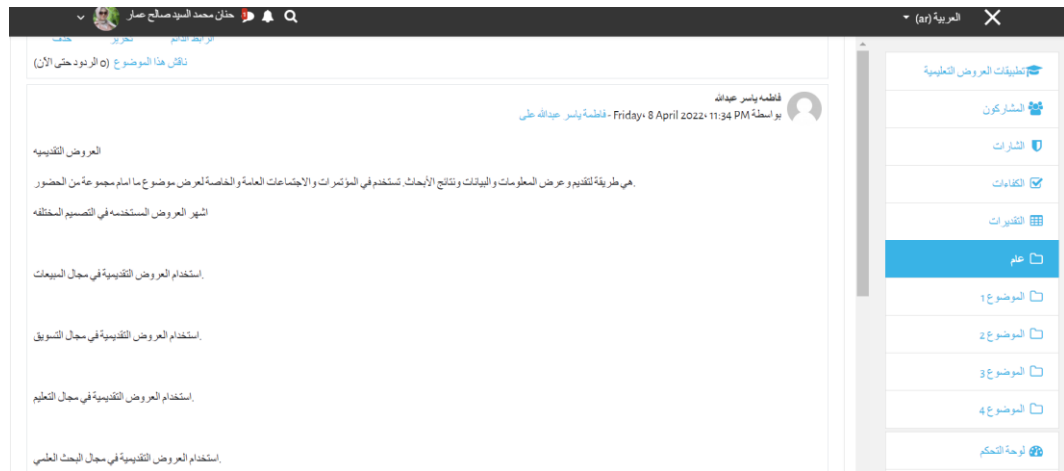 العربية (ar)
حنان محمد السيد صالح عمار
الرابط الدائم تحرير حذف
ناقش هذا الموضوع (0 الردود حتى الآن)
فاطمه ياسر عبدالله
بواسطة Friday، 8 April 2022، 11:34 PM - فاطمة ياسر عبدالله على
العروض التقديميه
هي طريقة لتقديم وعرض المعلومات والبيانات ونتائج الأبحاث. تستخدم في المؤتمرات والاجتماعات العامة والخاصة لعرض موضوع ما امام مجموعة من الحضور.
اشهر العروض المستخدمه في التصميم المختلفه
استخدام العروض التقديمية في مجال المبيعات.
استخدام العروض التقديمية في مجال التسويق.
استخدام العروض التقديمية في مجال التعليم.
استخدام العروض التقديمية في مجال البحث العلمي.
تطبيقات العروض التعليمية
المشاركون
الشارات
الكفاءات
التقديرات
عام
الموضوع 1
الموضوع 2
الموضوع 3
الموضوع 4
لوحة التحكم